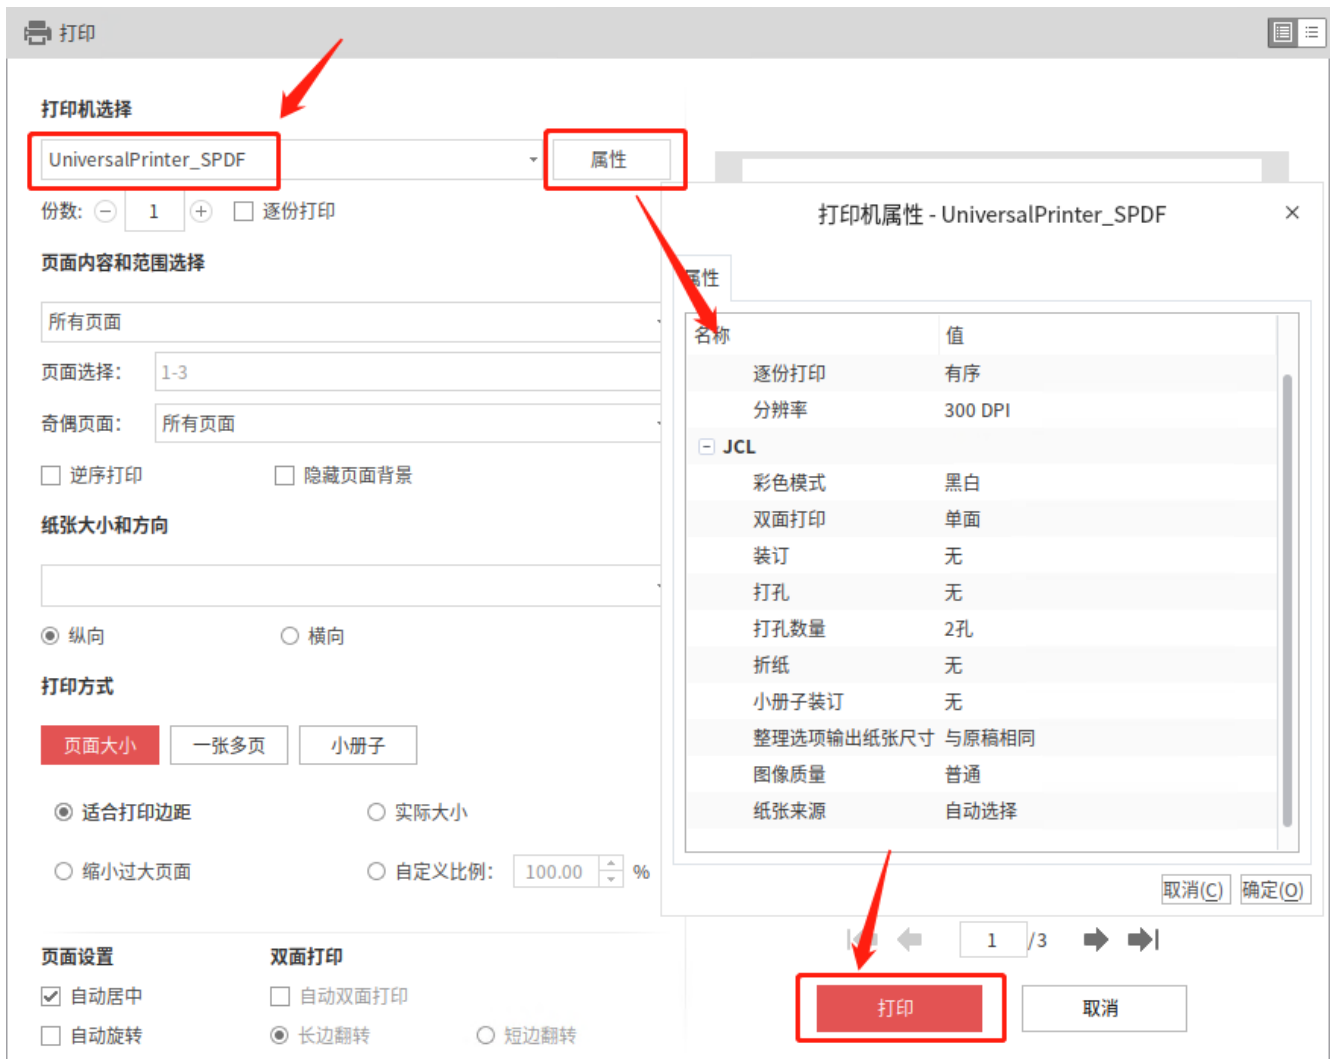 打印
打印机选择
UniversalPrinter_SPDF 属性
份数: 1 逐份打印
页面内容和范围选择
所有页面
页面选择: 1-3
奇偶页面: 所有页面
逆序打印 隐藏页面背景
纸张大小和方向
纵向 横向
打印方式
页面大小 一张多页 小册子
适合打印边距 实际大小
缩小过大页面 自定义比例: 100.00 %
页面设置 双面打印
自动居中 自动双面打印
自动旋转 长边翻转 短边翻转
打印机属性 - UniversalPrinter_SPDF
属性
名称 值
逐份打印 有序
分辨率 300 DPI
JCL
彩色模式 黑白
双面打印 单面
装订 无
打孔 无
打孔数量 2孔
折纸 无
小册子装订 无
整理选项输出纸张尺寸 与原稿相同
图像质量 普通
纸张来源 自动选择
取消(C) 确定(O)
1 /3
打印 取消